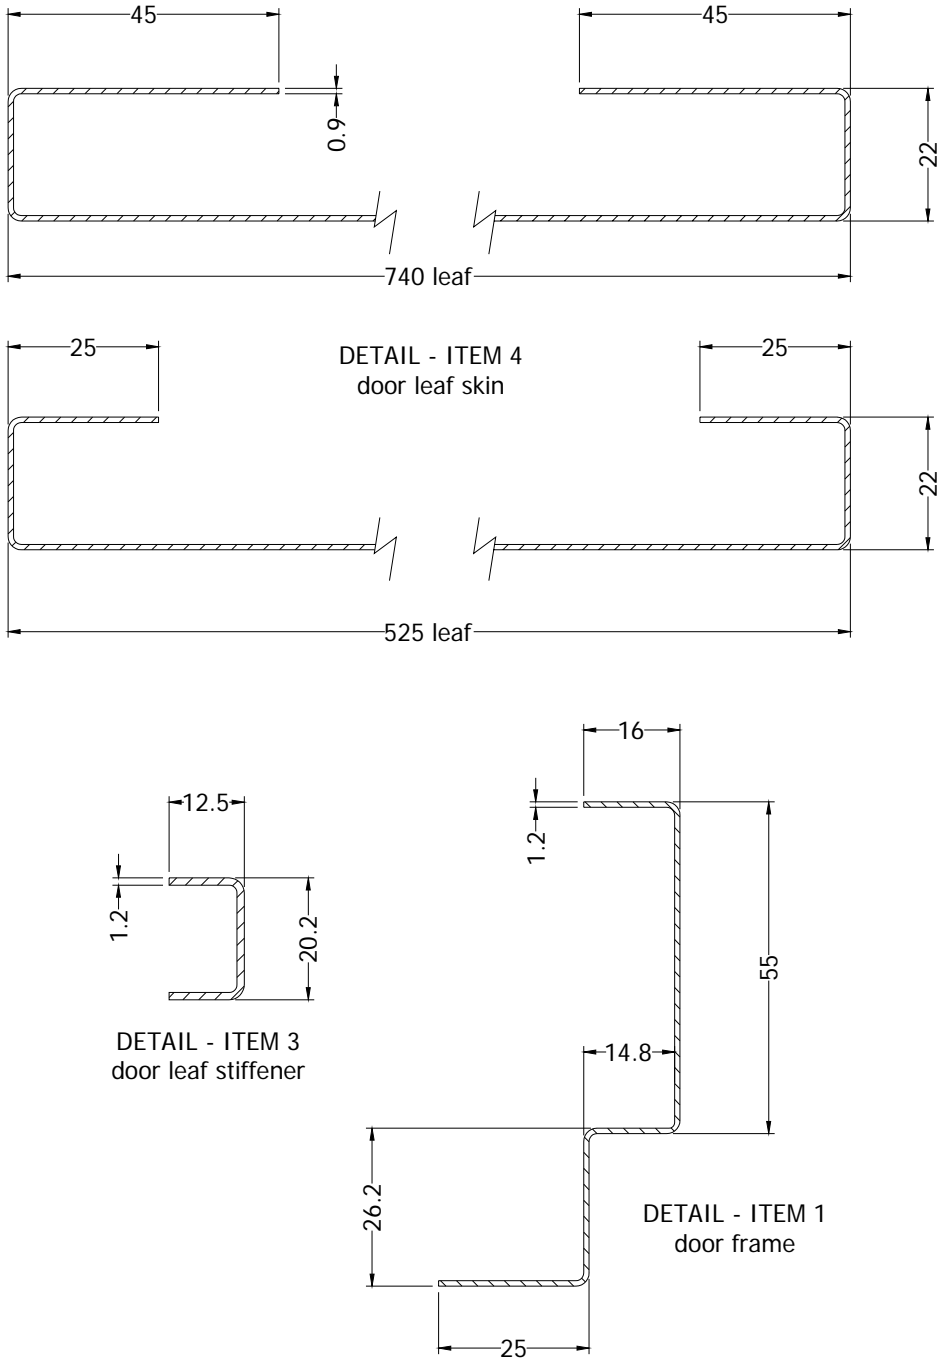 45
45
0.9
22
740 leaf
25
DETAIL - ITEM 4
door leaf skin
25
22
525 leaf
16
12.5
1.2
1.2
20.2
55
DETAIL - ITEM 3
door leaf stiffener
14.8
26.2
DETAIL - ITEM 1
door frame
25